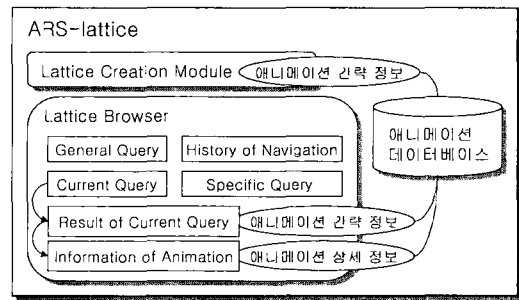 ARS-lattice
Lattice Creation Module
애니메이션 간략 정보
Lattice Browser
General Query
History of Navigation
Current Query
Specific Query
Result of Current Query
애니메이션 간략 정보
Information of Animation
애니메이션 상세 정보
애니메이션
데이터베이스